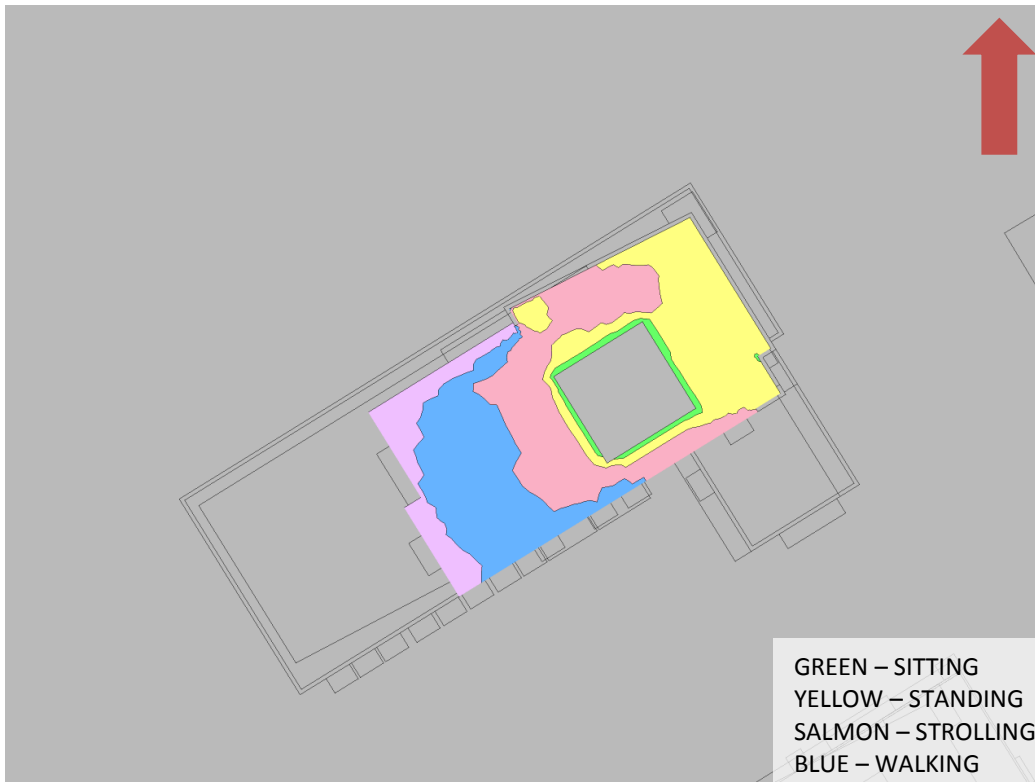 GREEN – SITTING
YELLOW – STANDING
SALMON – STROLLING
BLUE – WALKING